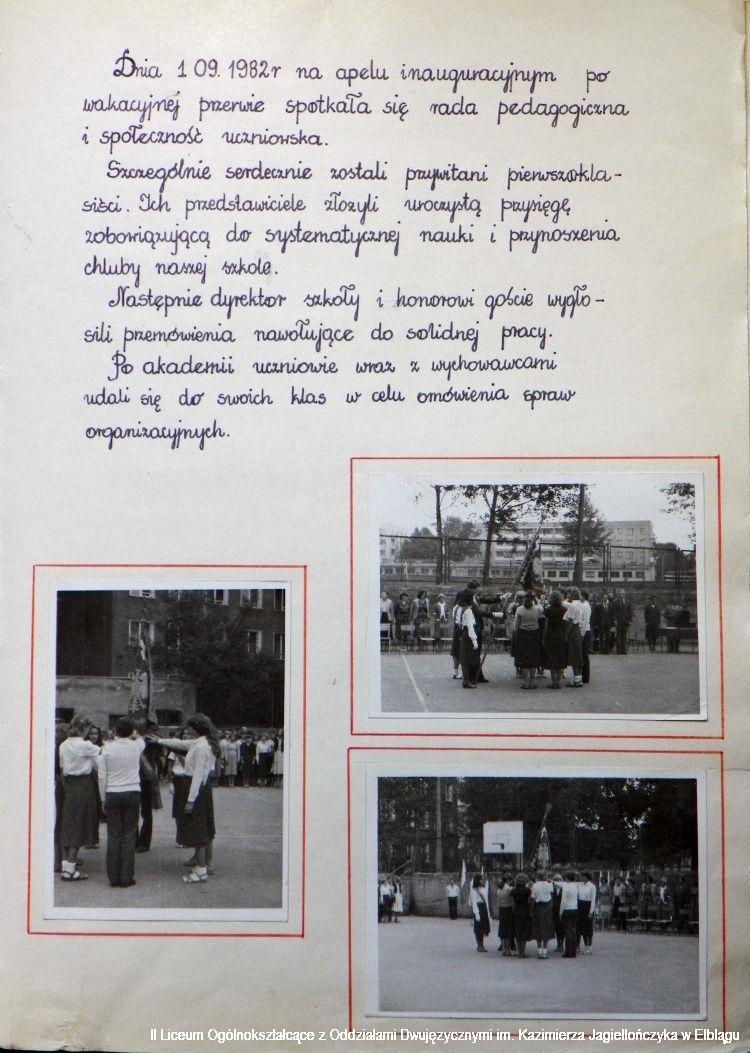 Dnia 1 09. 1982 r na apelu inauguracyjnym po
wakacyjnej przerwie spotkała się rada pedagogiczna
i społeczność uczniowska.
Szczególnie serdecznie zostali przywitani pierwszokla-
siści. Ich przedstawiciele złożyli uroczystą przysięgę
zobowiązującą do systematycznej nauki i przynoszenia
chluby naszej szkole.
Następnie dyrektor szkoły i honorowi goście wygło-
sili przemówienia nawołujące do solidnej pracy.
Po akademii uczniowie wraz z wychowawcami
udali się do swoich klas w celu omówienia spraw
organizacyjnych.
II Liceum Ogólnokształcące z Oddziałami Dwujęzycznymi im. Kazimierza Jagiellończyka w Elblągu